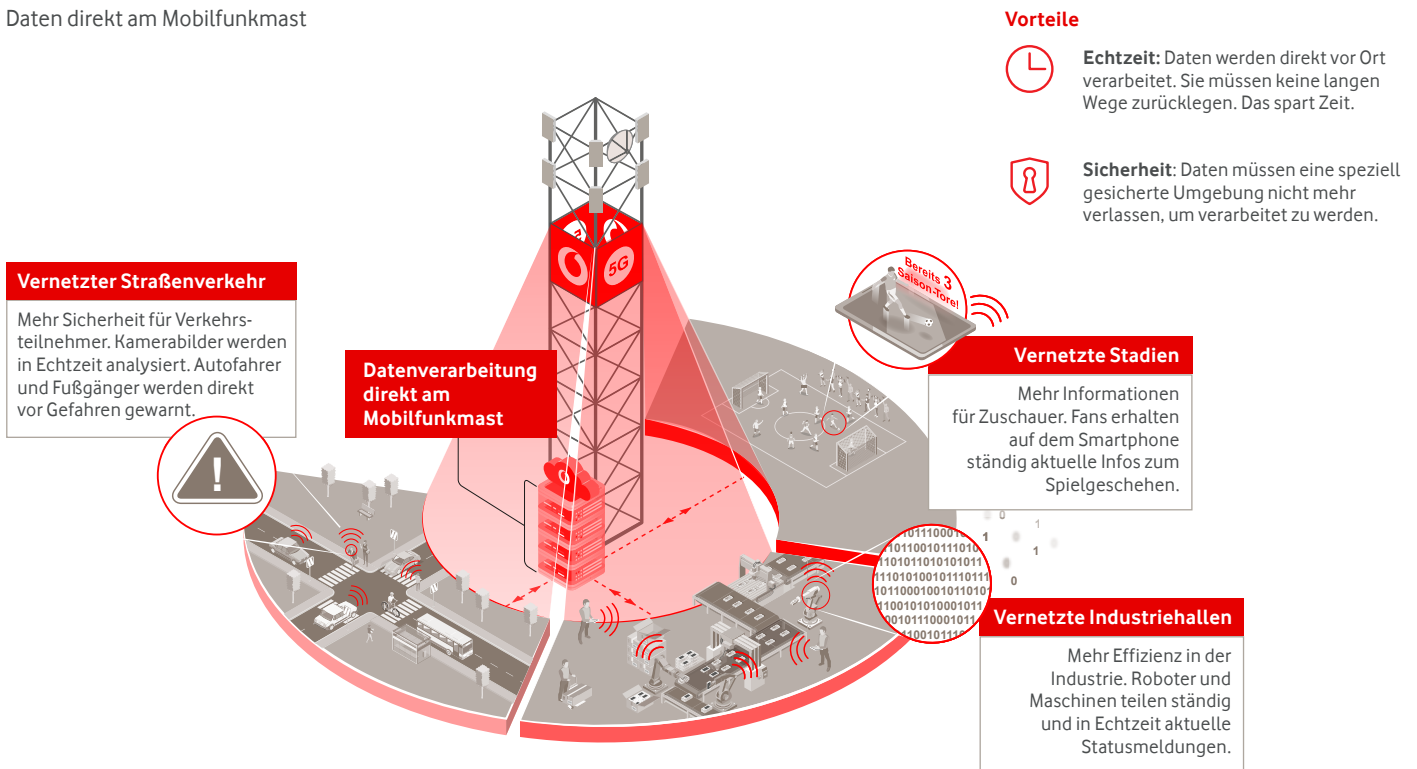 Daten direkt am Mobilfunkmast
Vorteile
Echtzeit: Daten werden direkt vor Ort
verarbeitet. Sie müssen keine langen
Wege zurücklegen. Das spart Zeit.
Sicherheit: Daten müssen eine speziell
gesicherte Umgebung nicht mehr
verlassen, um verarbeitet zu werden.
5G
Vernetzter Straßenverkehr
Mehr Sicherheit für Verkehrs-
teilnehmer. Kamerabilder werden
in Echtzeit analysiert. Autofahrer
und Fußgänger werden direkt
vor Gefahren gewarnt.
!
Datenverarbeitung
direkt am
Mobilfunkmast
Bereits 3
Saison-Tore!
Vernetzte Stadien
Mehr Informationen
für Zuschauer. Fans erhalten
auf dem Smartphone
ständig aktuelle Infos zum
Spielgeschehen.
Vernetzte Industriehallen
Mehr Effizienz in der
Industrie. Roboter und
Maschinen teilen ständig
und in Echtzeit aktuelle
Statusmeldungen.